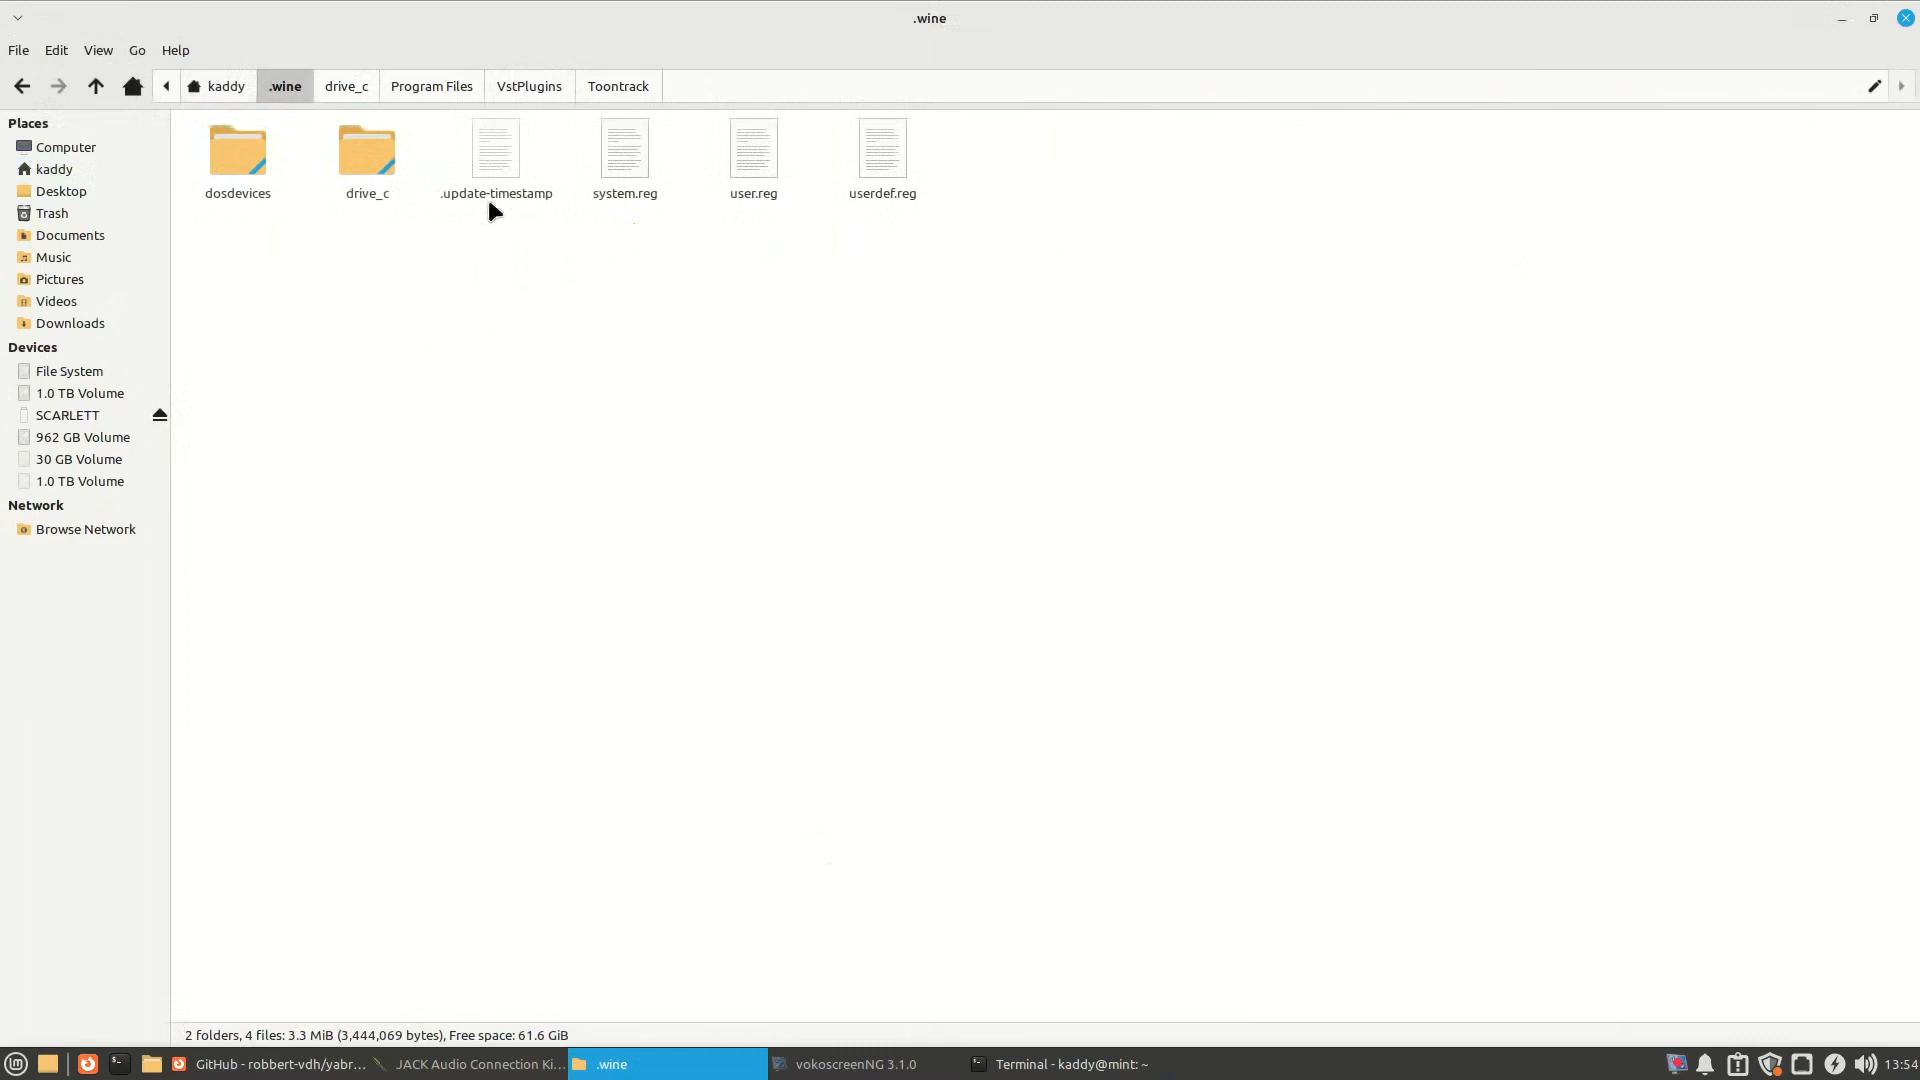 .wine
File Edit View Go Help
kaddy .wine drive_c Program Files VstPlugins Toontrack
Places
Computer
kaddy
Desktop
Trash
Documents
Music
Pictures
Videos
Downloads
Devices
File System
1.0 TB Volume
SCARLETT
962 GB Volume
30 GB Volume
1.0 TB Volume
Network
Browse Network
dosdevices drive_c .update-timestamp system.reg user.reg userdef.reg
2 folders, 4 files: 3.3 MiB (3,444,069 bytes), Free space: 61.6 GiB
GitHub - robbert-vdh/yabr... JACK Audio Connection Ki... .wine vokoscreenNG 3.1.0 Terminal - kaddy@mint: ~ 13:54